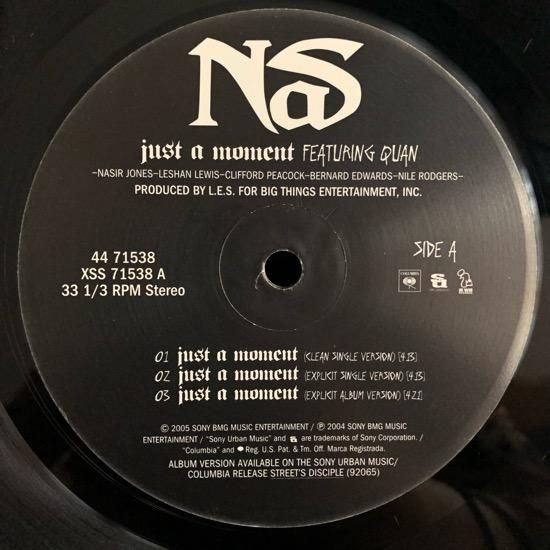 NaS
just a moment FEATURING QUAN
–NASIR JONES–LESHAN LEWIS–CLIFFORD PEACOCK–BERNARD EDWARDS–NILE RODGERS–
PRODUCED BY L.E.S. FOR BIG THINGS ENTERTAINMENT, INC.
44 71538
XSS 71538 A
33 1/3 RPM Stereo
SIDE A
COLUMBIA
01 just a moment (CLEAN SINGLE VERSION) [4:13]
02 just a moment (EXPLICIT SINGLE VERSION) [4:13]
03 just a moment (EXPLICIT ALBUM VERSION) [4:21]
© 2005 SONY BMG MUSIC ENTERTAINMENT / ℗ 2004 SONY BMG MUSIC
ENTERTAINMENT / "Sony Urban Music" and are trademarks of Sony Corporation. /
"Columbia" and Reg. U.S. Pat. & Tm. Off. Marca Registrada.
ALBUM VERSION AVAILABLE ON THE SONY URBAN MUSIC/
COLUMBIA RELEASE STREET'S DISCIPLE (92065)